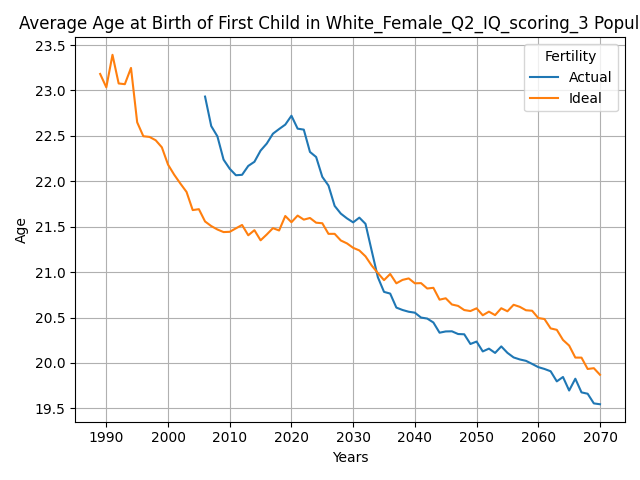 Average Age at Birth of First Child in White_Female_Q2_IQ_scoring_3 Popul
Fertility
Actual
Ideal
23.5
23.0
22.5
22.0
21.5
21.0
20.5
20.0
19.5
Age
1990 2000 2010 2020 2030 2040 2050 2060 2070
Years